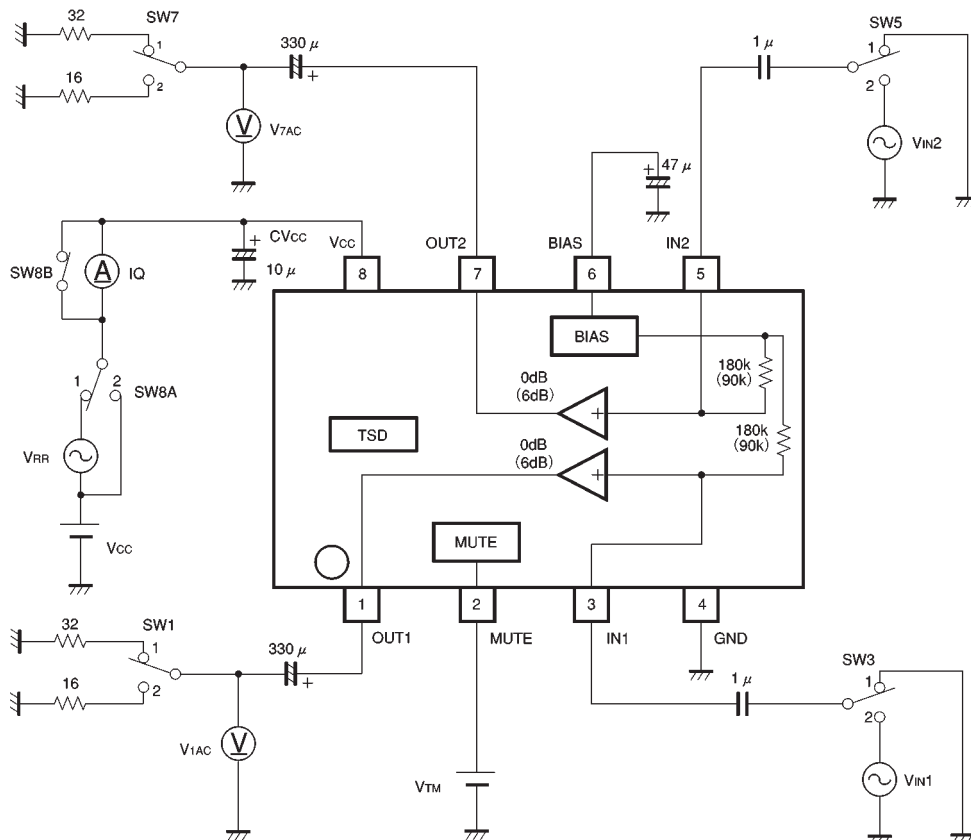 32
SW7
1
330 μ
+
16
2
V7AC
1 μ
SW5
1
2
VIN2
47 μ
+
SW8B
A
IQ
+
CVCC
10 μ
VCC
OUT2
BIAS
IN2
8
7
6
5
BIAS
180k
(90k)
0dB
(6dB)
+
180k
(90k)
TSD
0dB
(6dB)
+
1
2
SW8A
VRR
VCC
MUTE
1
2
3
4
OUT1
MUTE
IN1
GND
32
SW1
1
330 μ
+
16
2
V
V1AC
VTM
1 μ
SW3
1
2
VIN1
V